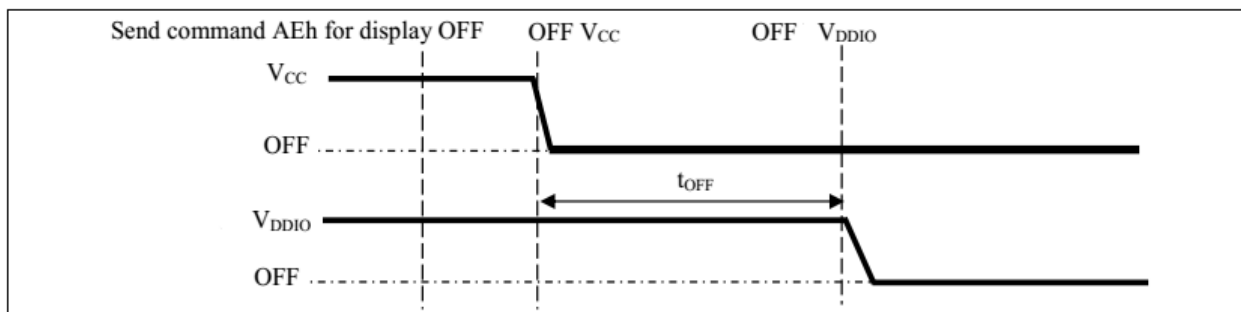 Send command AEh for display OFF OFF VCC OFF VDDIO
VCC
OFF
tOFF
VDDIO
OFF